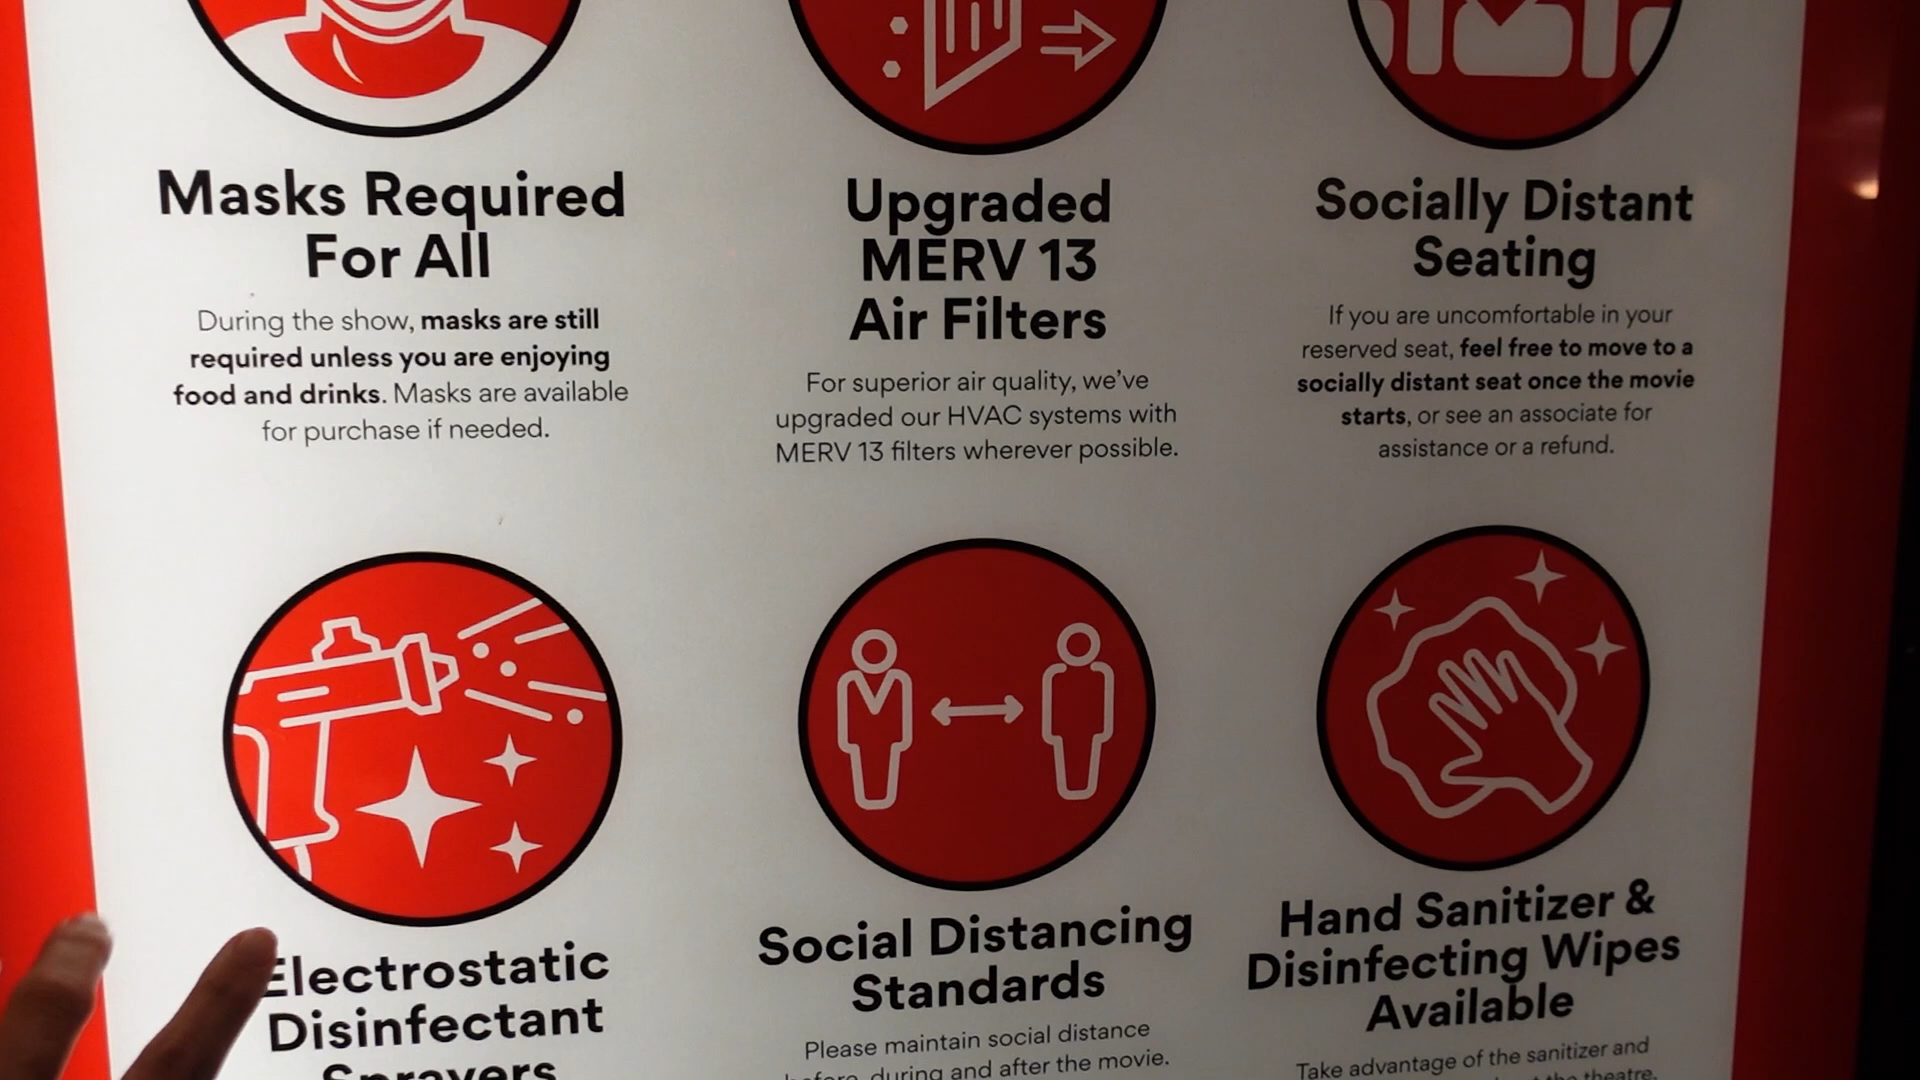 Masks Required
For All
During the show, masks are still
required unless you are enjoying
food and drinks. Masks are available
for purchase if needed.
Upgraded
MERV 13
Air Filters
For superior air quality, we've
upgraded our HVAC systems with
MERV 13 filters wherever possible.
Socially Distant
Seating
If you are uncomfortable in your
reserved seat, feel free to move to a
socially distant seat once the movie
starts, or see an associate for
assistance or a refund.
Electrostatic
Disinfectant
Sprayers
Social Distancing
Standards
Please maintain social distance
before, during and after the movie.
Hand Sanitizer &
Disinfecting Wipes
Available
Take advantage of the sanitizer and
the theatre,